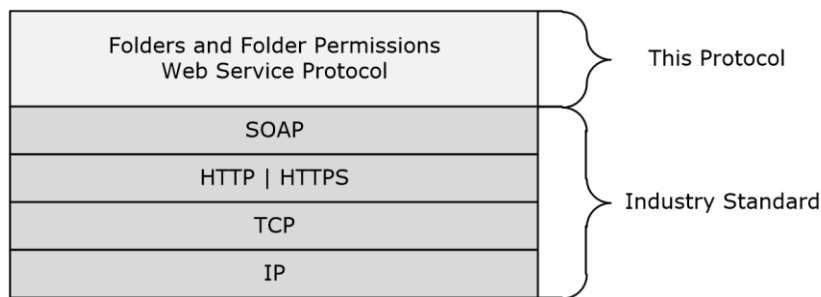 Folders and Folder Permissions
Web Service Protocol
This Protocol
SOAP
HTTP | HTTPS
TCP
IP
Industry Standard